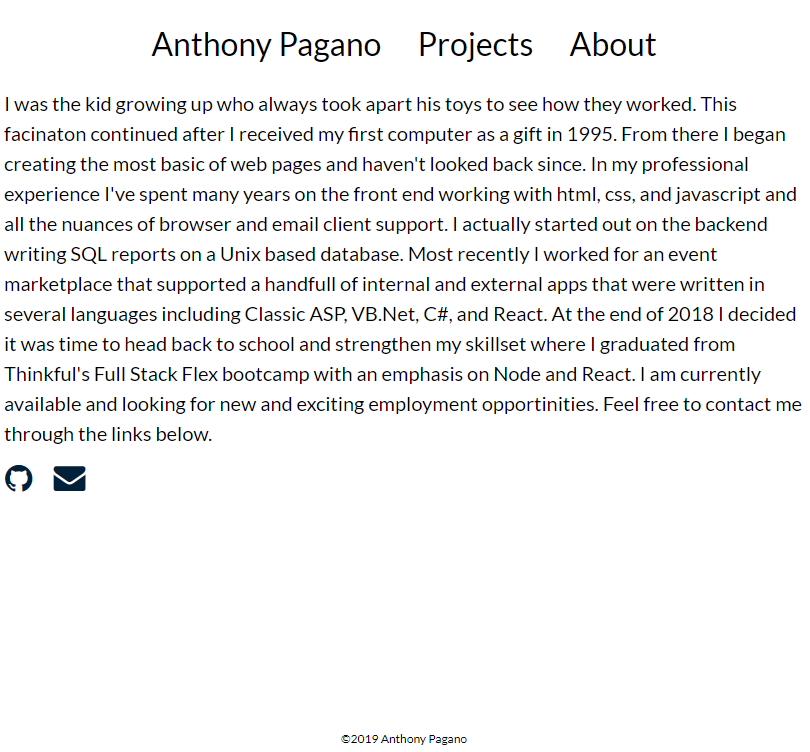 Anthony Pagano Projects About
I was the kid growing up who always took apart his toys to see how they worked. This
facinaton continued after I received my first computer as a gift in 1995. From there I began
creating the most basic of web pages and haven't looked back since. In my professional
experience I've spent many years on the front end working with html, css, and javascript and
all the nuances of browser and email client support. I actually started out on the backend
writing SQL reports on a Unix based database. Most recently I worked for an event
marketplace that supported a handfull of internal and external apps that were written in
several languages including Classic ASP, VB.Net, C#, and React. At the end of 2018 I decided
it was time to head back to school and strengthen my skillset where I graduated from
Thinkful's Full Stack Flex bootcamp with an emphasis on Node and React. I am currently
available and looking for new and exciting employment opportinities. Feel free to contact me
through the links below.
©2019 Anthony Pagano